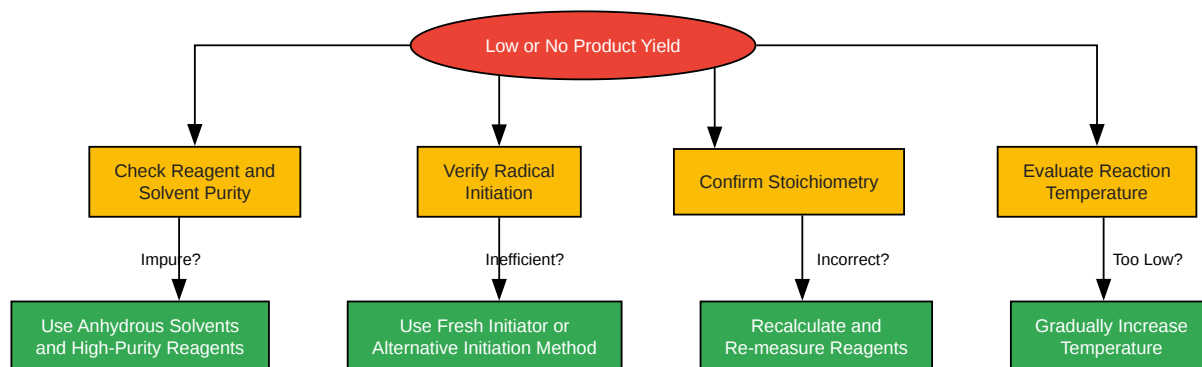 Low or No Product Yield
Check Reagent and
Solvent Purity
Verify Radical
Initiation
Confirm Stoichiometry
Evaluate Reaction
Temperature
Impure?
Inefficient?
Incorrect?
Too Low?
Use Anhydrous Solvents
and High-Purity Reagents
Use Fresh Initiator or
Alternative Initiation Method
Recalculate and
Re-measure Reagents
Gradually Increase
Temperature